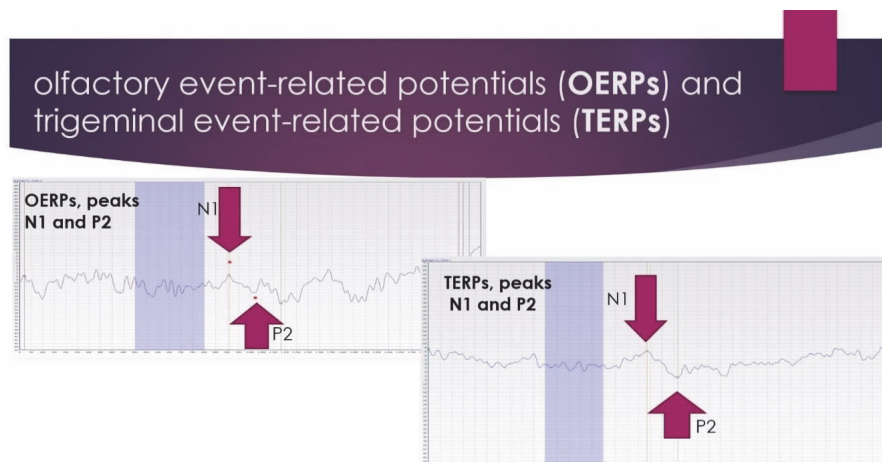 olfactory event-related potentials (OERPs) and
trigeminal event-related potentials (TERPs)
OERPs, peaks
N1 and P2
N1
P2
TERPs, peaks
N1 and P2
N1
P2